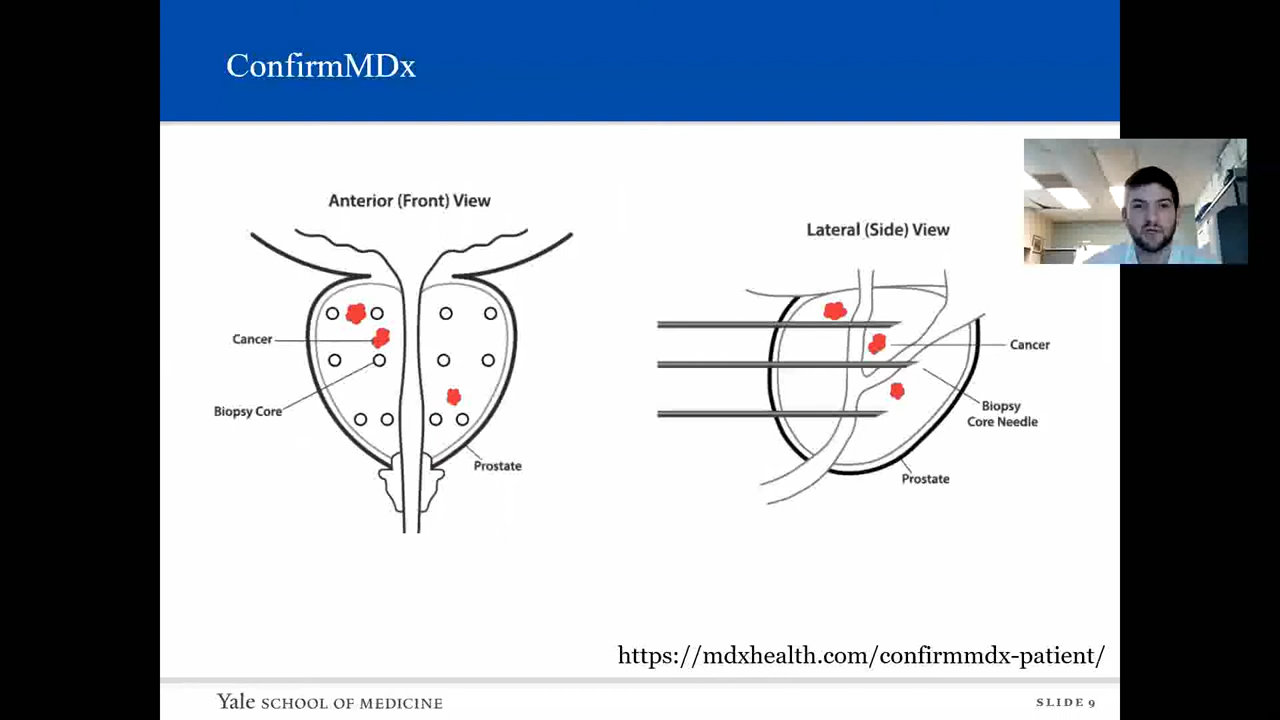 ConfirmMDx
Anterior (Front) View
Cancer
Biopsy Core
Prostate
Lateral (Side) View
Cancer
Biopsy
Core Needle
Prostate
https://mdxhealth.com/confirmmdx-patient/
Yale SCHOOL OF MEDICINE
SLIDE 9